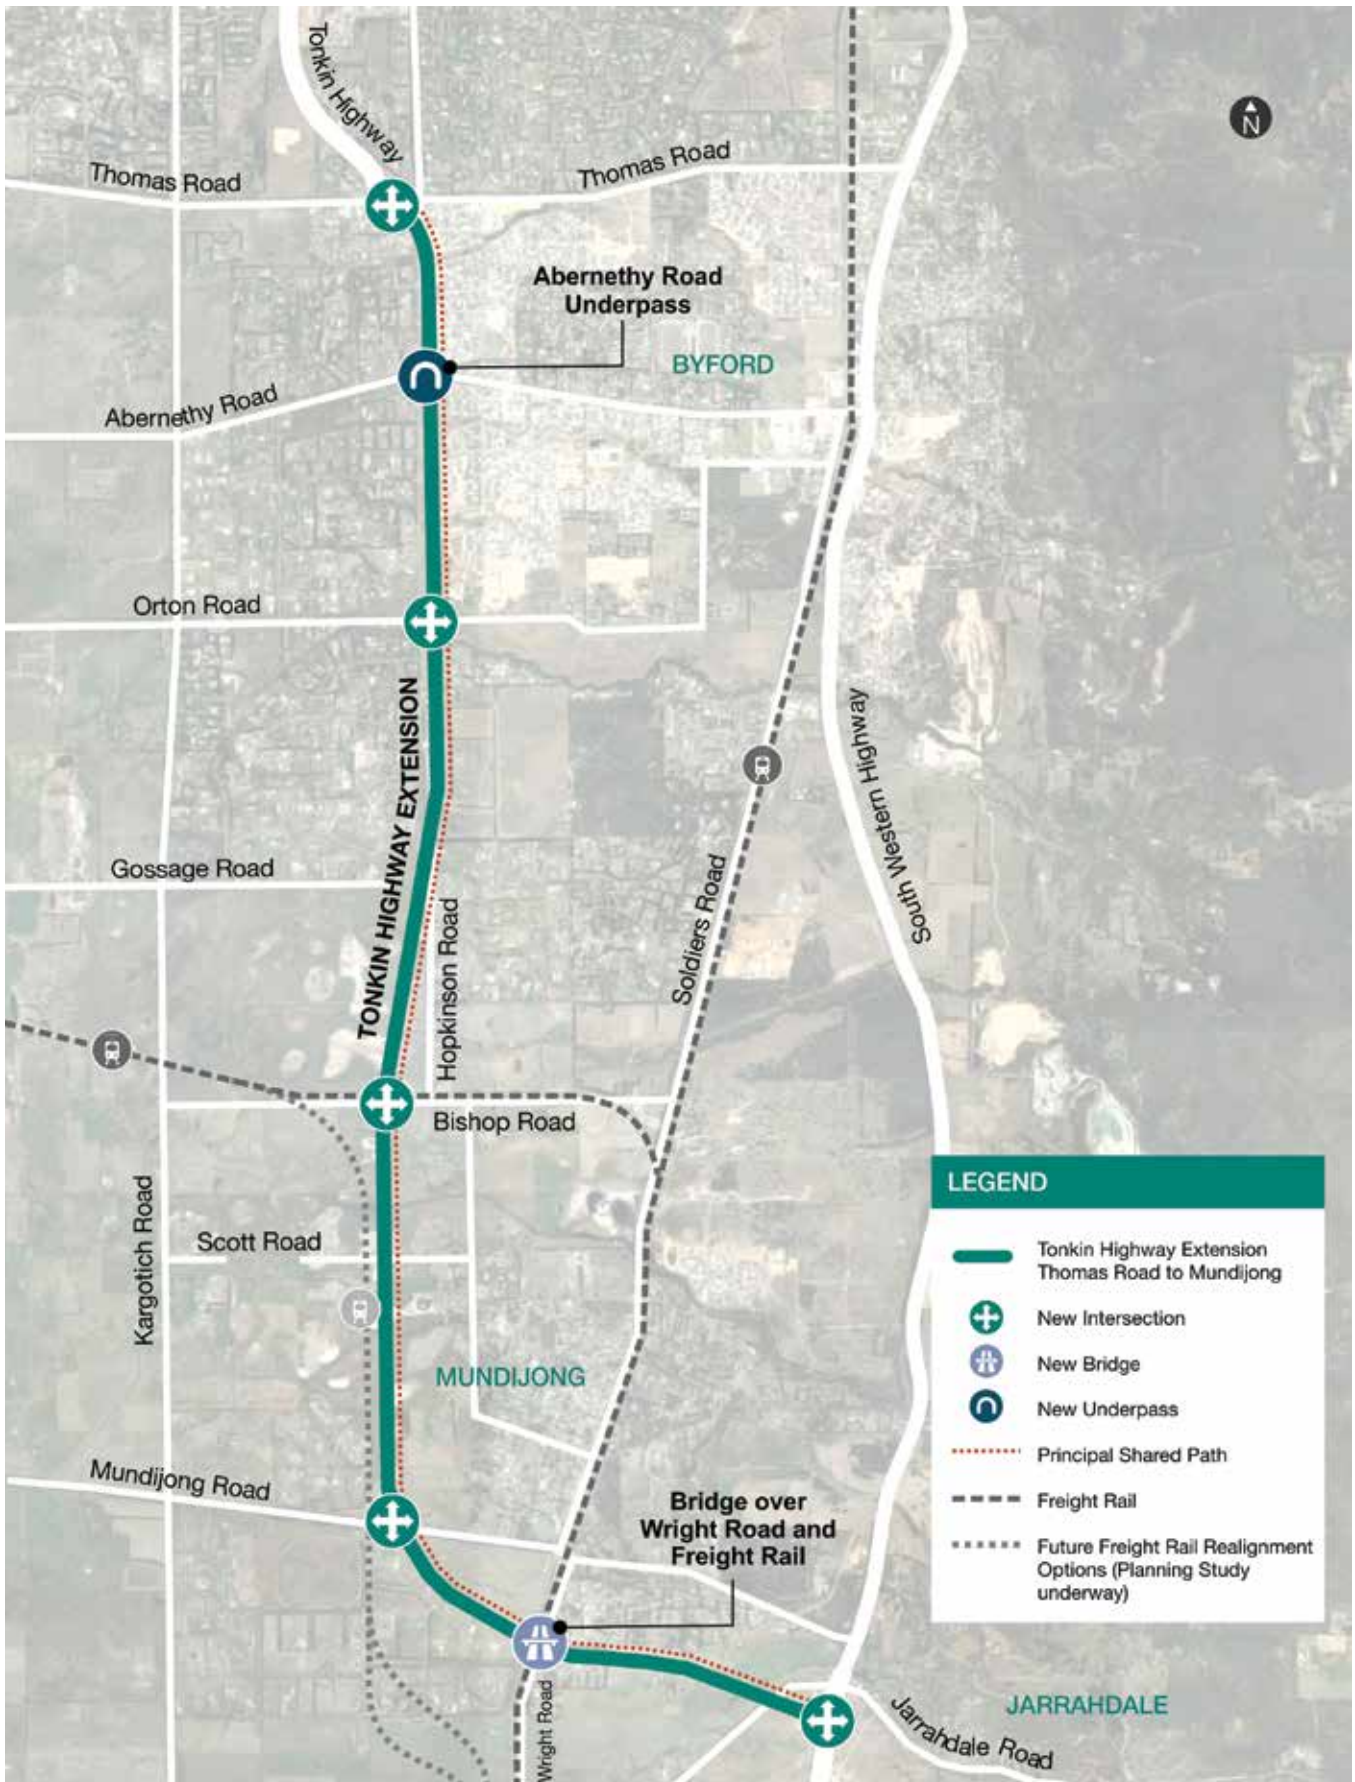 Tonkin Highway
N
Thomas Road
Thomas Road
Abernethy Road
Underpass
BYFORD
Abernethy Road
Orton Road
TONKIN HIGHWAY EXTENSION
South Western Highway
Gossage Road
Soldiers Road
Hopkinson Road
Bishop Road
Kargotich Road
Scott Road
MUNDIJONG
Mundijong Road
Bridge over
Wright Road and
Freight Rail
Wright Road
JARRAHDALE
Jarrahdale Road
LEGEND
Tonkin Highway Extension
Thomas Road to Mundijong
New Intersection
New Bridge
New Underpass
Principal Shared Path
Freight Rail
Future Freight Rail Realignment
Options (Planning Study
underway)